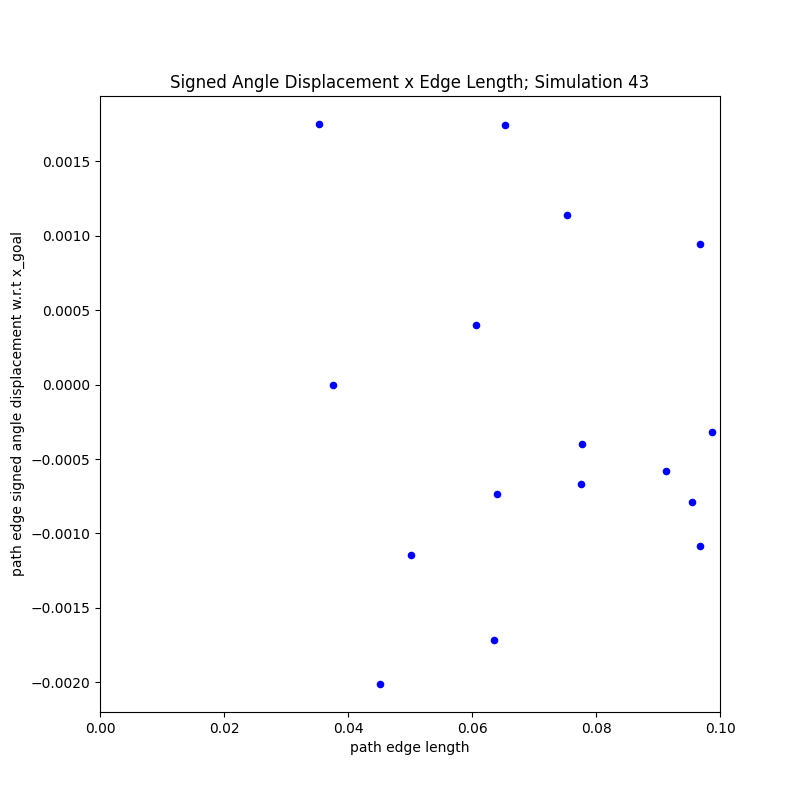 Signed Angle Displacement x Edge Length; Simulation 43
path edge signed angle displacement w.r.t x_goal
0.0015
0.0010
0.0005
0.0000
−0.0005
−0.0010
−0.0015
−0.0020
0.00 0.02 0.04 0.06 0.08 0.10
path edge length